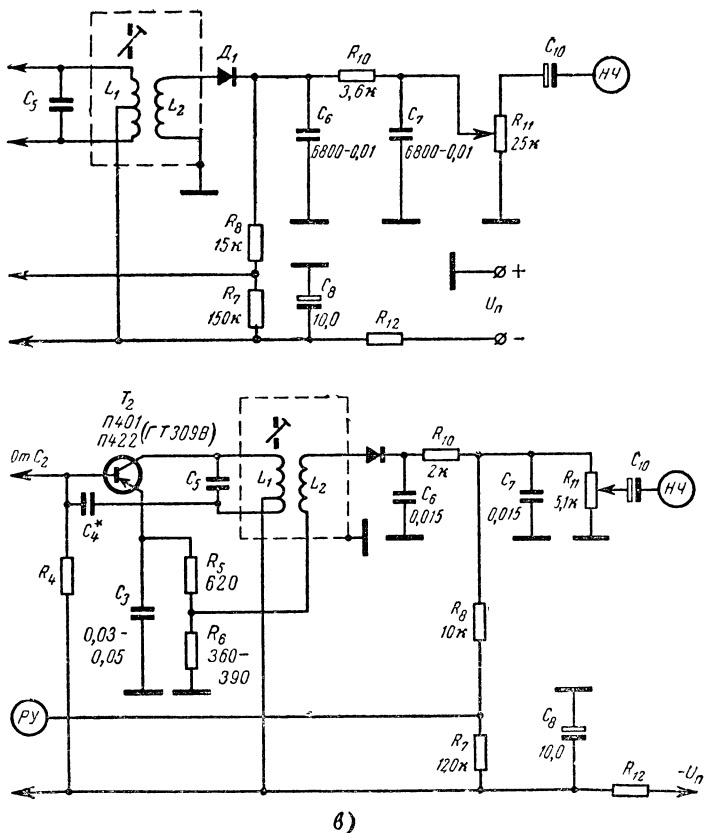 Д1
R10
3,6к
C10
НЧ
C5
L1
L2
C6
6800-0,01
C7
6800-0,01
R11
25к
R8
15к
C8
10,0
R7
150к
+
Uп
R12
-
T2
П401
П422
(ГТ309В)
От C2
C5
L1
L2
R10
2к
C6
0,015
C7
0,015
R11
5,1к
C10
НЧ
C4*
R4
C3
0,03-
0,05
R5
620
R6
360-
390
R8
10к
РУ
R7
120к
C8
10,0
R12
-Uп
в)